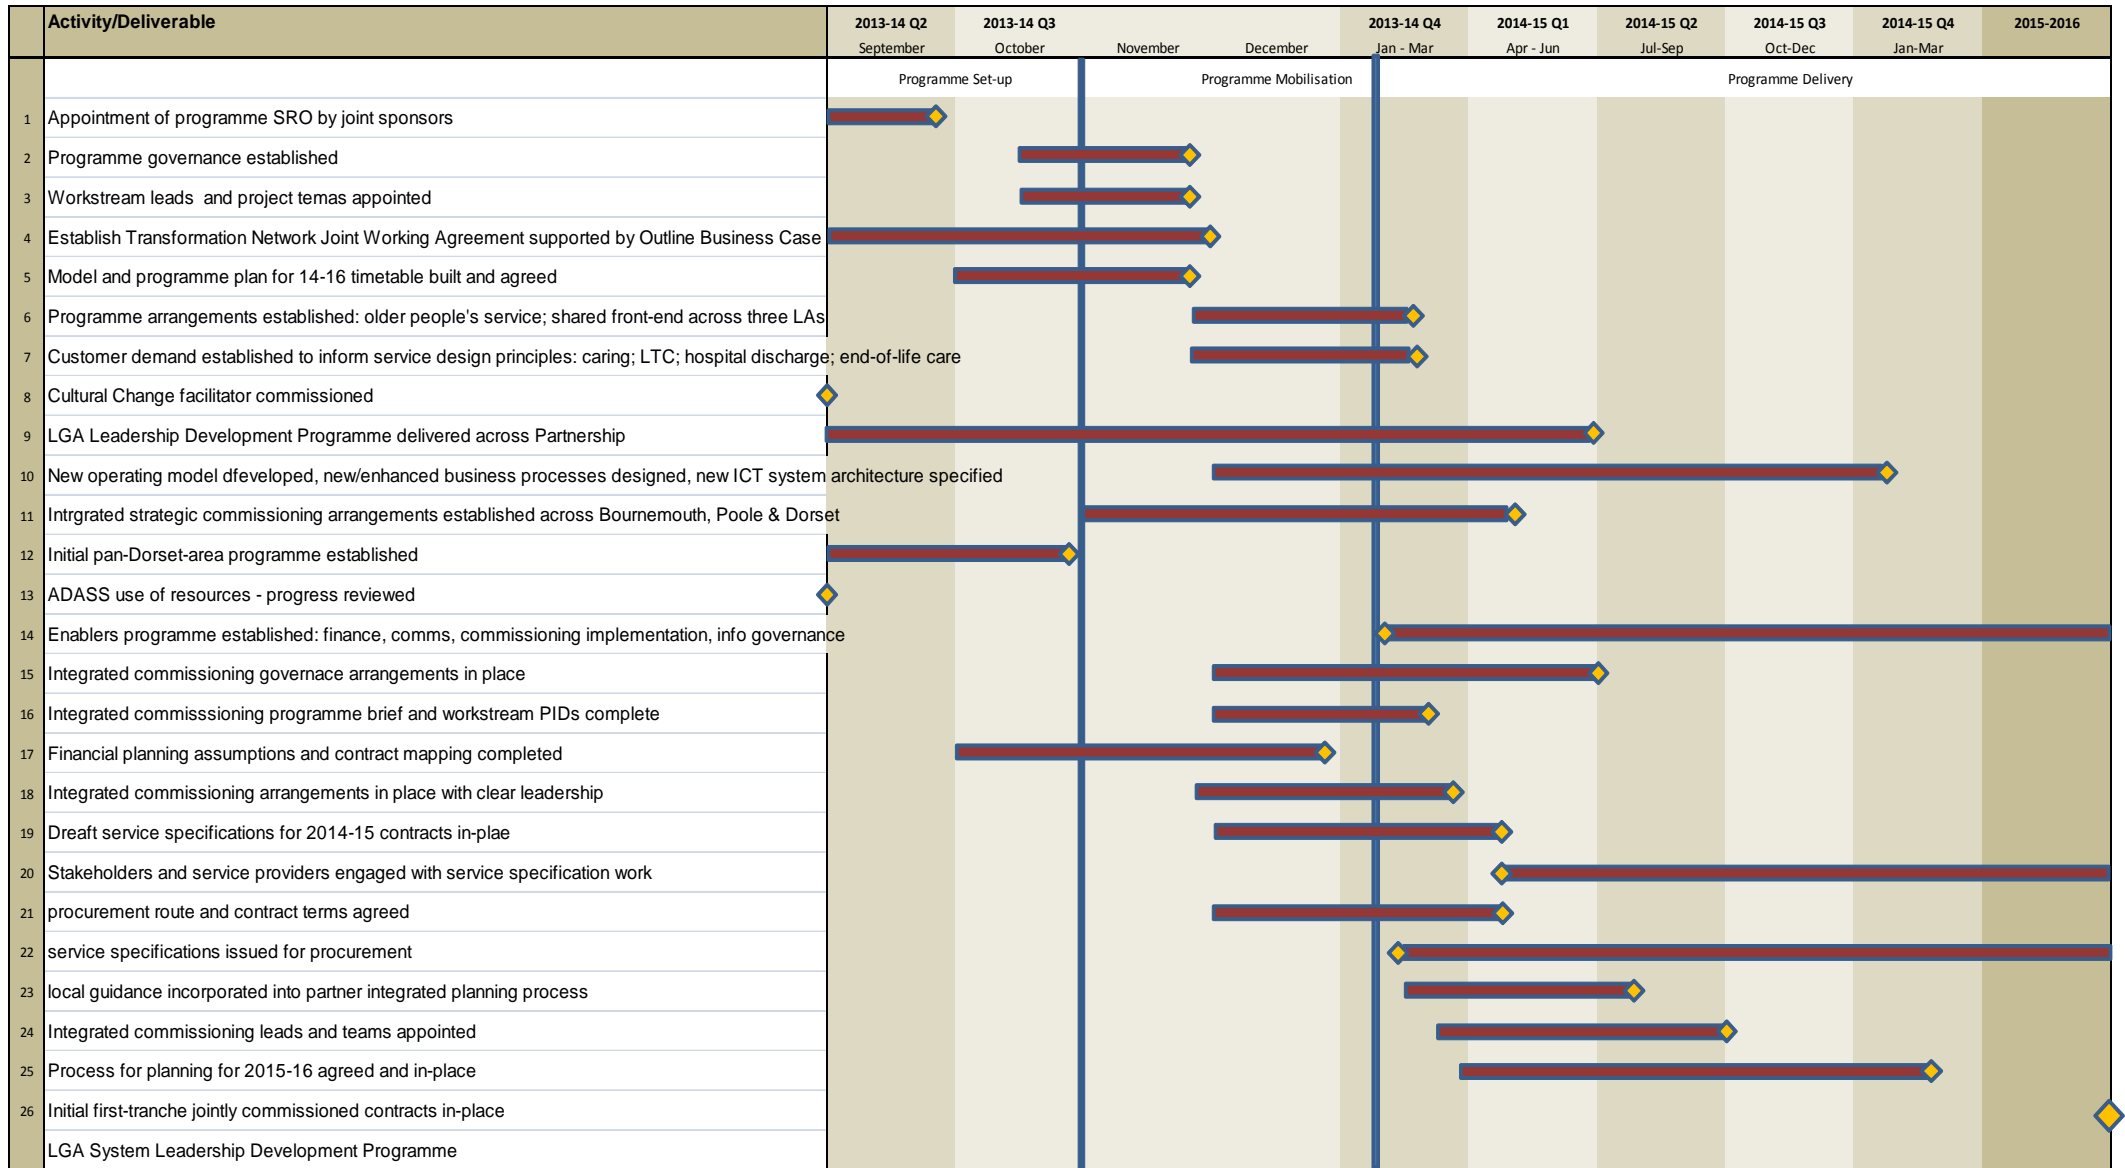 Activity/Deliverable
2013-14 Q2 2013-14 Q3 2013-14 Q4 2014-15 Q1 2014-15 Q2 2014-15 Q3 2014-15 Q4 2015-2016
September October November December Jan - Mar Apr - Jun Jul-Sep Oct-Dec Jan-Mar
Programme Set-up Programme Mobilisation Programme Delivery
1 Appointment of programme SRO by joint sponsors
2 Programme governance established
3 Workstream leads and project temas appointed
4 Establish Transformation Network Joint Working Agreement supported by Outline Business Case
5 Model and programme plan for 14-16 timetable built and agreed
6 Programme arrangements established: older people's service; shared front-end across three LAs
7 Customer demand established to inform service design principles: caring; LTC; hospital discharge; end-of-life care
8 Cultural Change facilitator commissioned
9 LGA Leadership Development Programme delivered across Partnership
10 New operating model dfeveloped, new/enhanced business processes designed, new ICT system architecture specified
11 Intrgrated strategic commissioning arrangements established across Bournemouth, Poole & Dorset
12 Initial pan-Dorset-area programme established
13 ADASS use of resources - progress reviewed
14 Enablers programme established: finance, comms, commissioning implementation, info governance
15 Integrated commissioning governace arrangements in place
16 Integrated commisssioning programme brief and workstream PIDs complete
17 Financial planning assumptions and contract mapping completed
18 Integrated commissioning arrangements in place with clear leadership
19 Dreaft service specifications for 2014-15 contracts in-plae
20 Stakeholders and service providers engaged with service specification work
21 procurement route and contract terms agreed
22 service specifications issued for procurement
23 local guidance incorporated into partner integrated planning process
24 Integrated commissioning leads and teams appointed
25 Process for planning for 2015-16 agreed and in-place
26 Initial first-tranche jointly commissioned contracts in-place
LGA System Leadership Development Programme